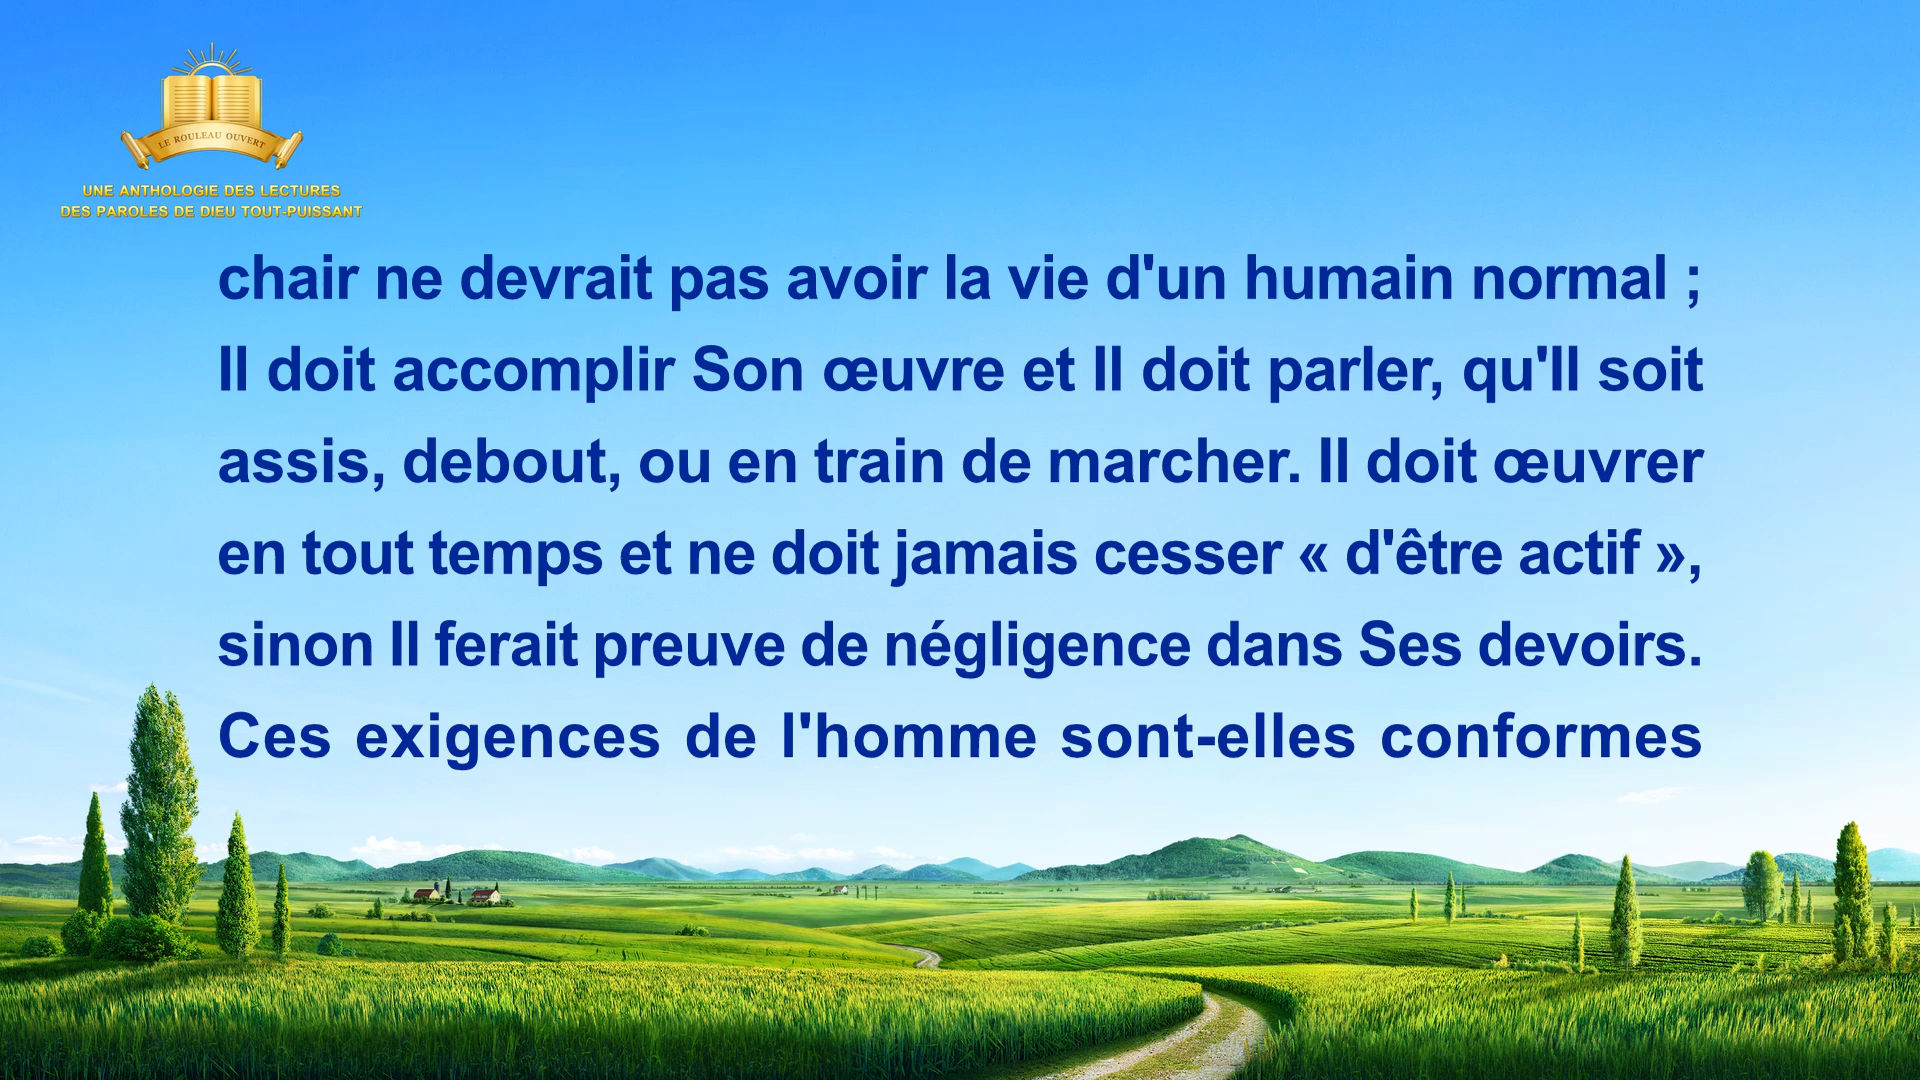 LE ROULEAU OUVERT
UNE ANTHOLOGIE DES LECTURES
DES PAROLES DE DIEU TOUT-PUISSANT
chair ne devrait pas avoir la vie d'un humain normal ;
Il doit accomplir Son œuvre et Il doit parler, qu'Il soit
assis, debout, ou en train de marcher. Il doit œuvrer
en tout temps et ne doit jamais cesser « d'être actif »,
sinon Il ferait preuve de négligence dans Ses devoirs.
Ces exigences de l'homme sont-elles conformes